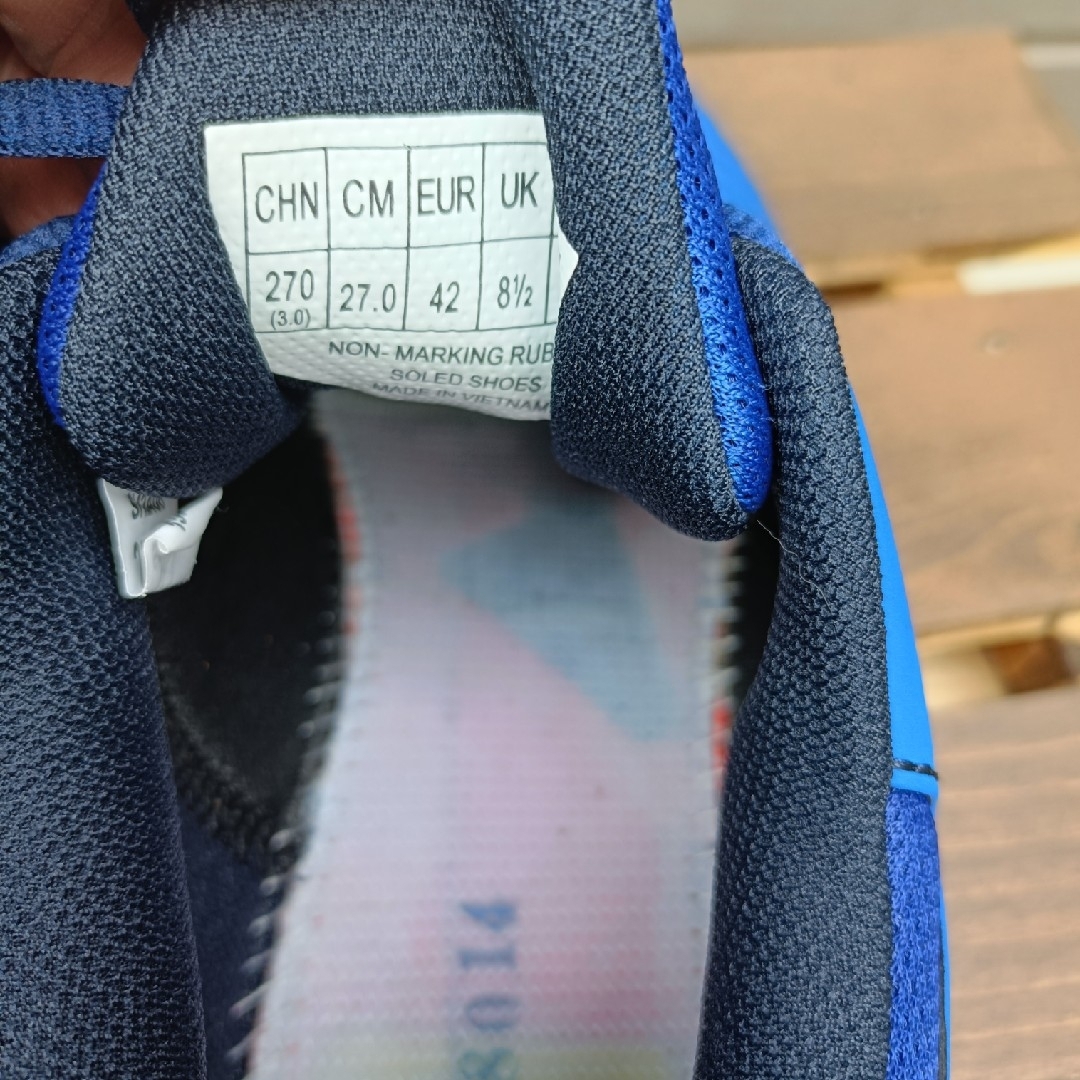 CHN CM EUR UK
270 27.0 42 8½
(3.0)
NON- MARKING RUB
SOLED SHOES
MADE IN VIETNAM
8014